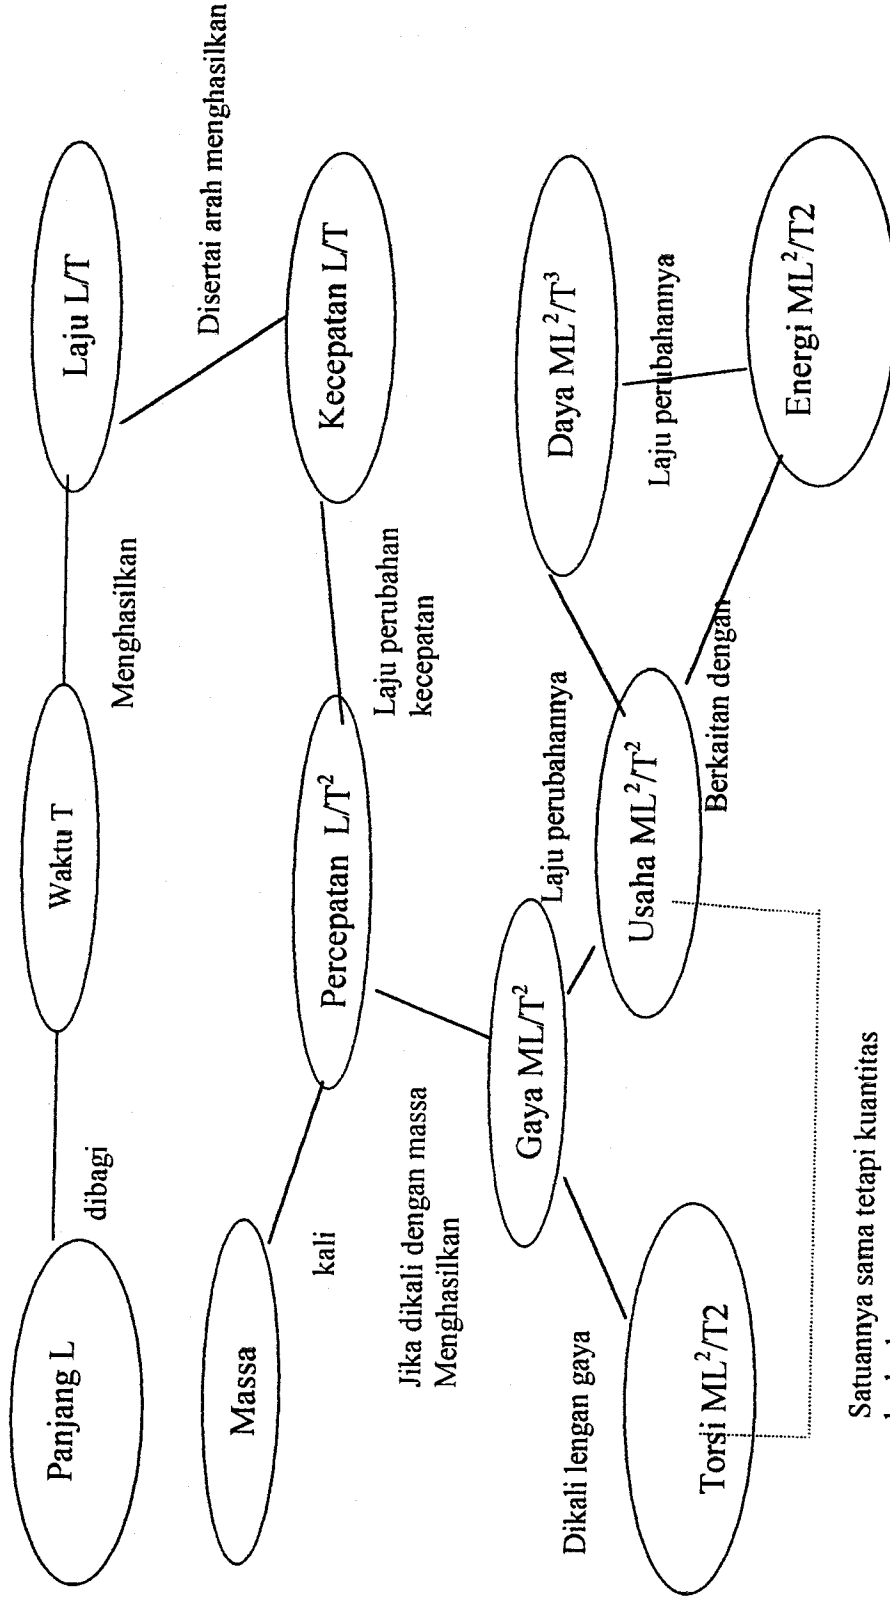 Panjang L
dibagi
Waktu T
Menghasilkan
Laju L/T
Disertai arah menghasilkan
Massa
kali
Percepatan L/T²
Laju perubahan
kecepatan
Kecepatan L/T
Jika dikali dengan massa
Menghasilkan
Gaya ML/T²
Laju perubahannya
Daya ML²/T³
Dikali lengan gaya
Torsi ML²/T2
Usaha ML²/T²
Laju perubahannya
Berkaitan dengan
Energi ML²/T2
Satuannya sama tetapi kuantitas